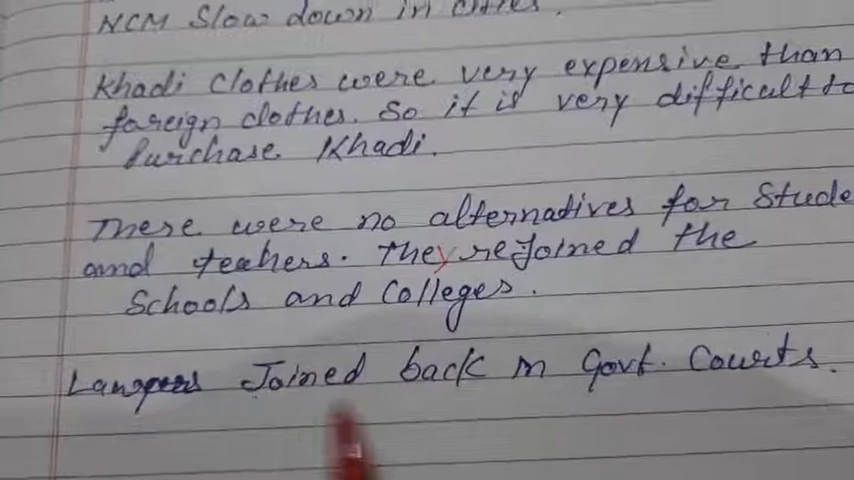 NCM Slow down in cities.
Khadi clothes were very expensive than
foreign clothes. So it is very difficult to
Purchase Khadi.
There were no alternatives for Stude
and teahers. They rejoined the
Schools and Colleges.
Joined back in Govt. Courts.